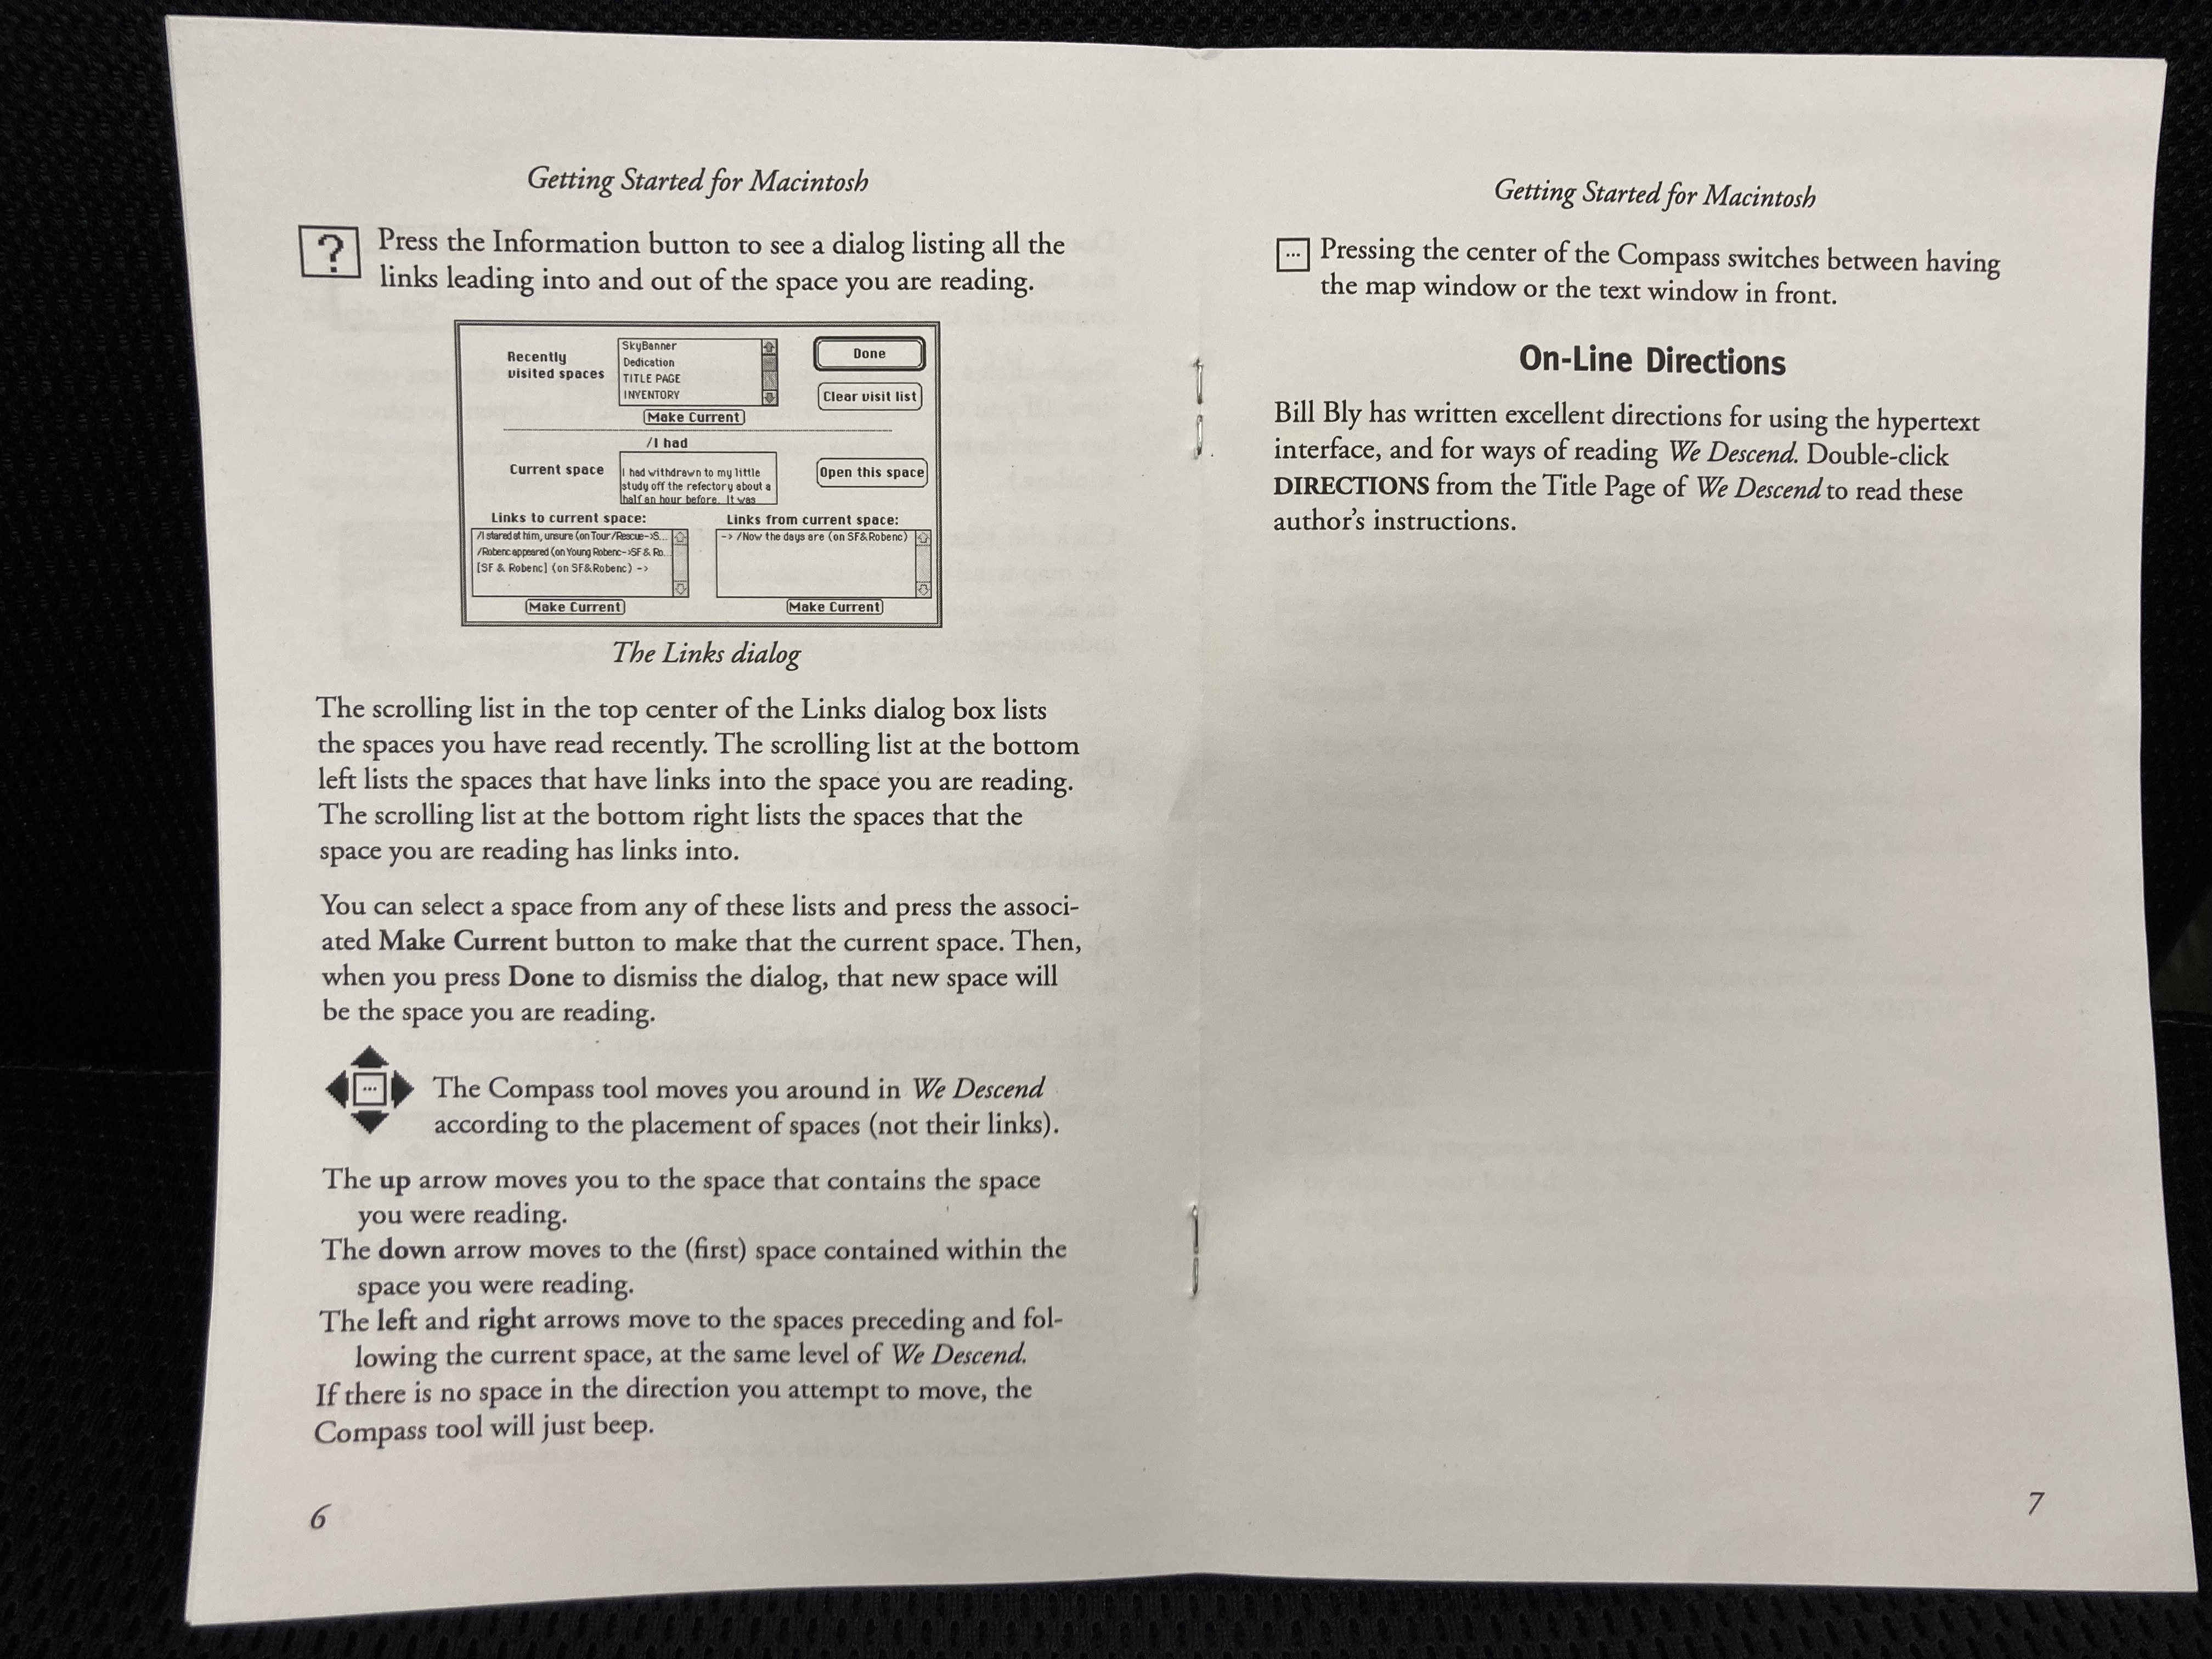 Getting Started for Macintosh
?
Press the Information button to see a dialog listing all the
links leading into and out of the space you are reading.
Recently
visited spaces
SkyBanner
Dedication
TITLE PAGE
INVENTORY
Done
Clear visit list
Make Current
/I had
Current space
I had withdrawn to my little
study off the refectory about a
half an hour before. It was
Open this space
Links to current space:
/I stared at him, unsure (on Tour/Rescue->S...
/Robenc appeared (on Young Robenc->SF & Ro...
[SF & Robenc] (on SF&Robenc) ->
Make Current
Links from current space:
-> /Now the days are (on SF&Robenc)
Make Current
The Links dialog
The scrolling list in the top center of the Links dialog box lists
the spaces you have read recently. The scrolling list at the bottom
left lists the spaces that have links into the space you are reading.
The scrolling list at the bottom right lists the spaces that the
space you are reading has links into.
You can select a space from any of these lists and press the associ-
ated Make Current button to make that the current space. Then,
when you press Done to dismiss the dialog, that new space will
be the space you are reading.
...
The Compass tool moves you around in We Descend
according to the placement of spaces (not their links).
The up arrow moves you to the space that contains the space
you were reading.
The down arrow moves to the (first) space contained within the
space you were reading.
The left and right arrows move to the spaces preceding and fol-
lowing the current space, at the same level of We Descend.
If there is no space in the direction you attempt to move, the
Compass tool will just beep.
6
Getting Started for Macintosh
... Pressing the center of the Compass switches between having
the map window or the text window in front.
On-Line Directions
Bill Bly has written excellent directions for using the hypertext
interface, and for ways of reading We Descend. Double-click
DIRECTIONS from the Title Page of We Descend to read these
author's instructions.
7